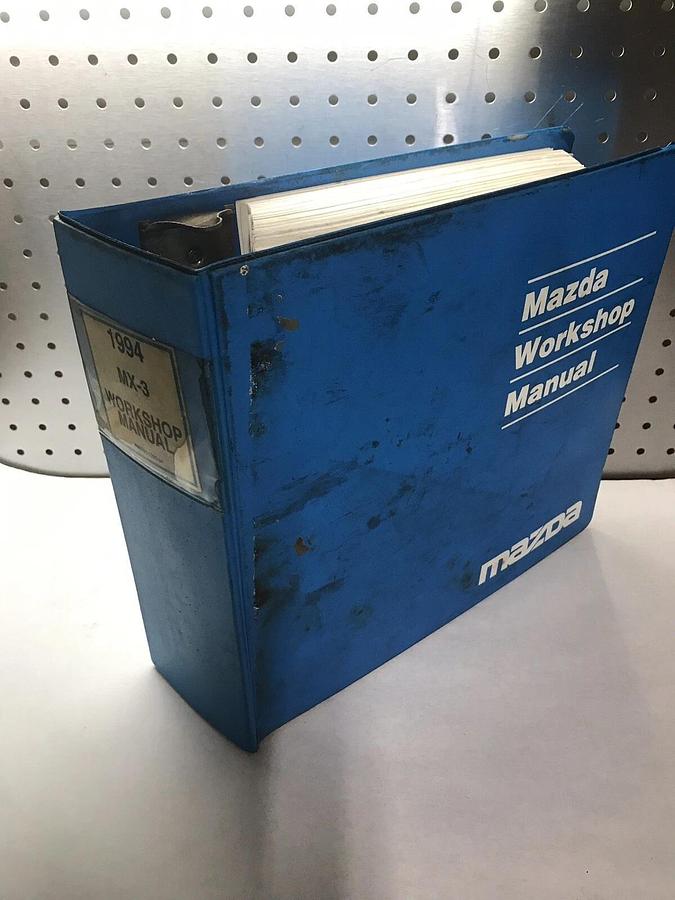 1994
MX-3
WORKSHOP
MANUAL
Mazda
Workshop
Manual
mazda